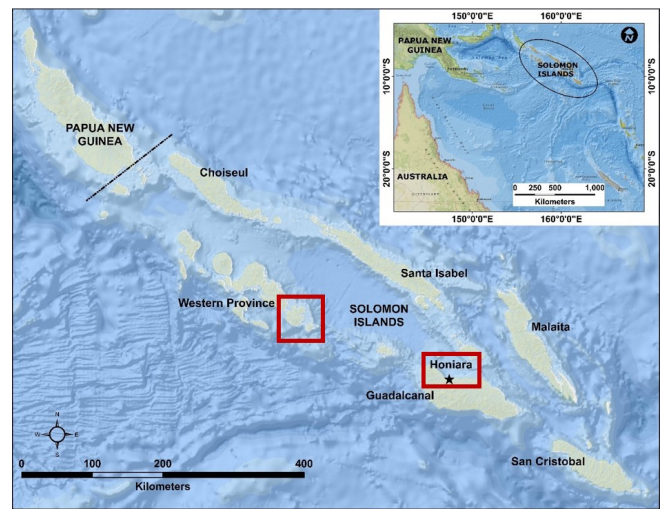 PAPUA NEW
GUINEA
Choiseul
Santa Isabel
Western Province
SOLOMON
ISLANDS
Malaita
Honiara
Guadalcanal
San Cristobal
N
W
E
S
0 100 200 400
Kilometers
150°0'0"E 160°0'0"E
N
PAPUA NEW
GUINEA
SOLOMON
ISLANDS
10°0'0"S
10°0'0"S
20°0'0"S
20°0'0"S
AUSTRALIA
0 250 500 1,000
Kilometers
150°0'0"E 160°0'0"E